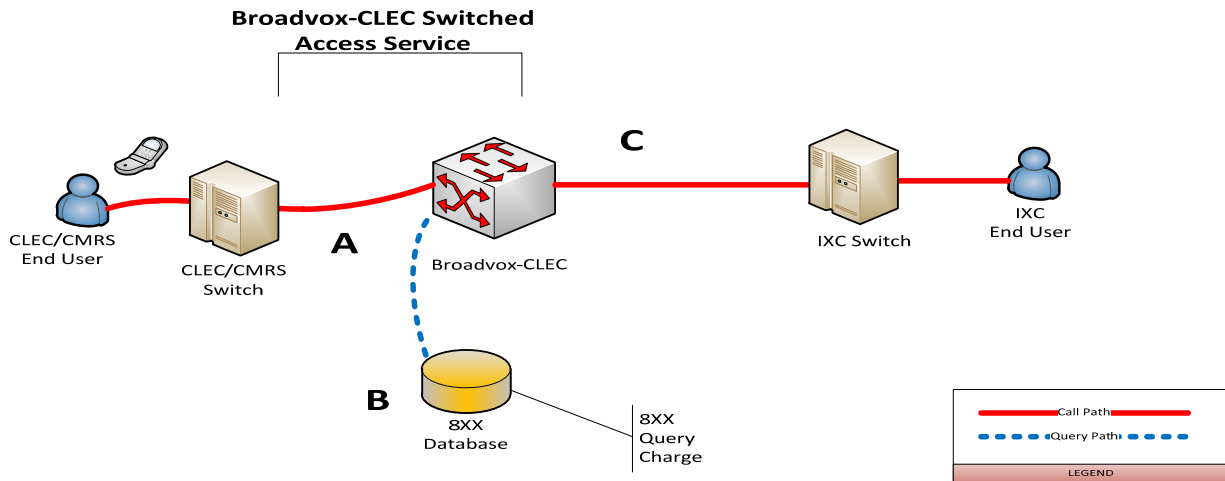 Broadvox-CLEC Switched
Access Service
C
CLEC/CMRS
End User
CLEC/CMRS
Switch
A
Broadvox-CLEC
IXC Switch
IXC
End User
B
8XX
Database
8XX
Query
Charge
Call Path
Query Path
LEGEND